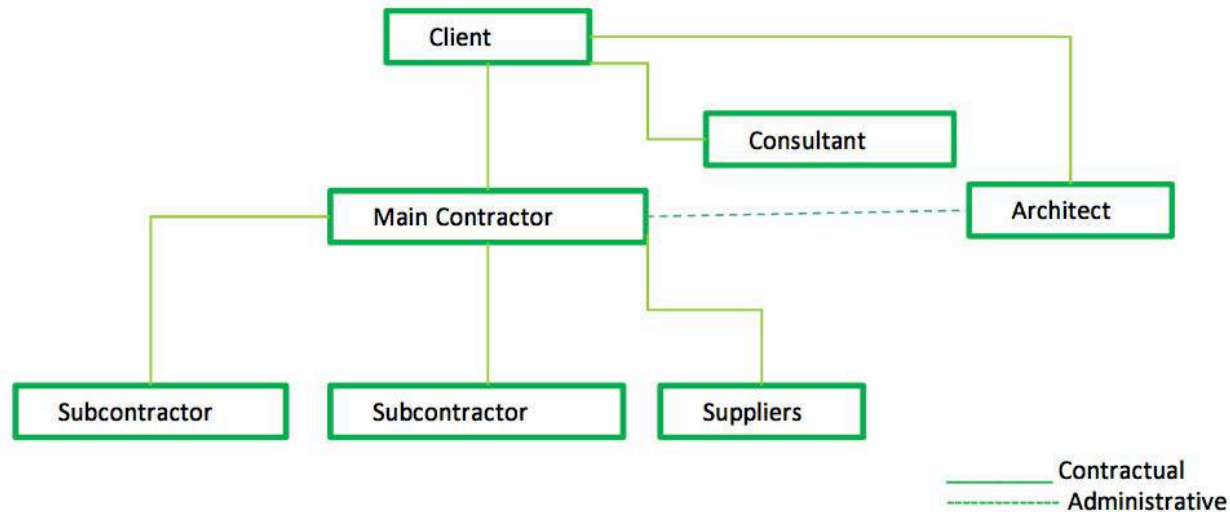 Client
Consultant
Main Contractor
Architect
Subcontractor
Subcontractor
Suppliers
Contractual
Administrative